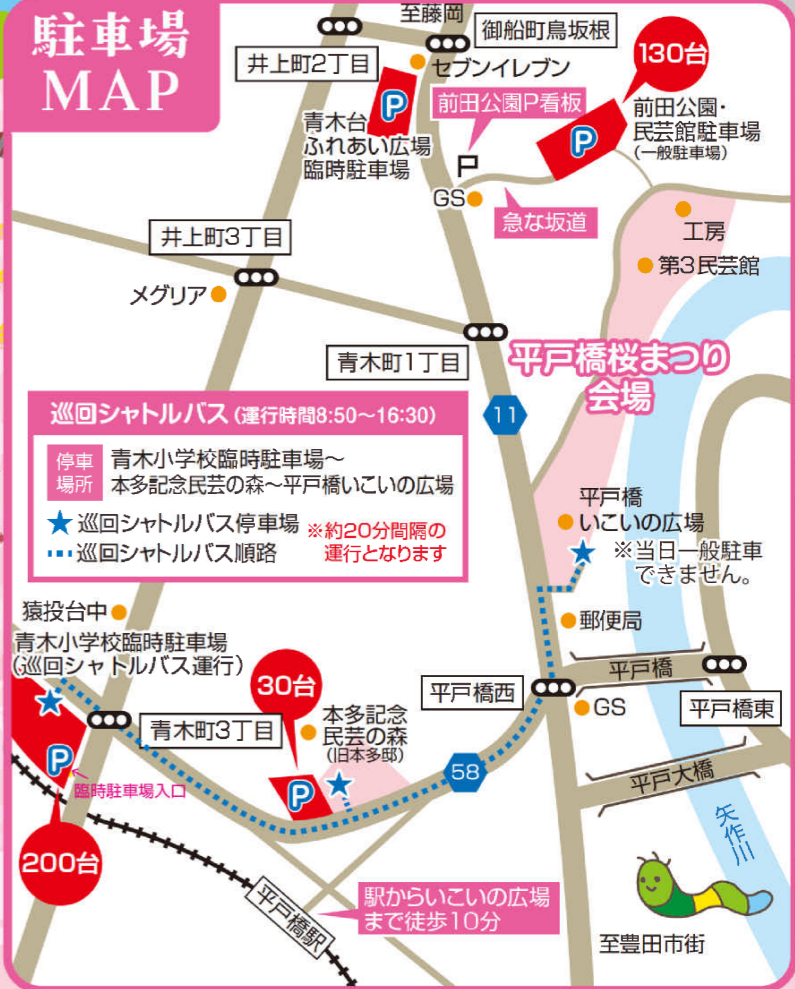 駐車場
MAP
至藤岡
御船町鳥坂根
130台
井上町2丁目
セブンイレブン
前田公園P看板
P
前田公園・
民芸館駐車場
(一般駐車場)
P
青木台
ふれあい広場
臨時駐車場
GS
急な坂道
工房
第3民芸館
井上町3丁目
メグリア
青木町1丁目
平戸橋桜まつり
会場
巡回シャトルバス(運行時間8:50～16:30)
停車
場所
青木小学校臨時駐車場～
本多記念民芸の森～平戸橋いこいの広場
★巡回シャトルバス停車場
巡回シャトルバス順路
※約20分間隔の
運行となります
11
平戸橋
いこいの広場
※当日一般駐車
できません。
猿投台中
郵便局
青木小学校臨時駐車場
(巡回シャトルバス運行)
30台
平戸橋西
平戸橋
平戸橋東
GS
青木町3丁目
本多記念
民芸の森
(旧本多邸)
P
P
臨時駐車場入口
58
平戸大橋
矢作川
200台
平戸橋駅
駅からいこいの広場
まで徒歩10分
至豊田市街